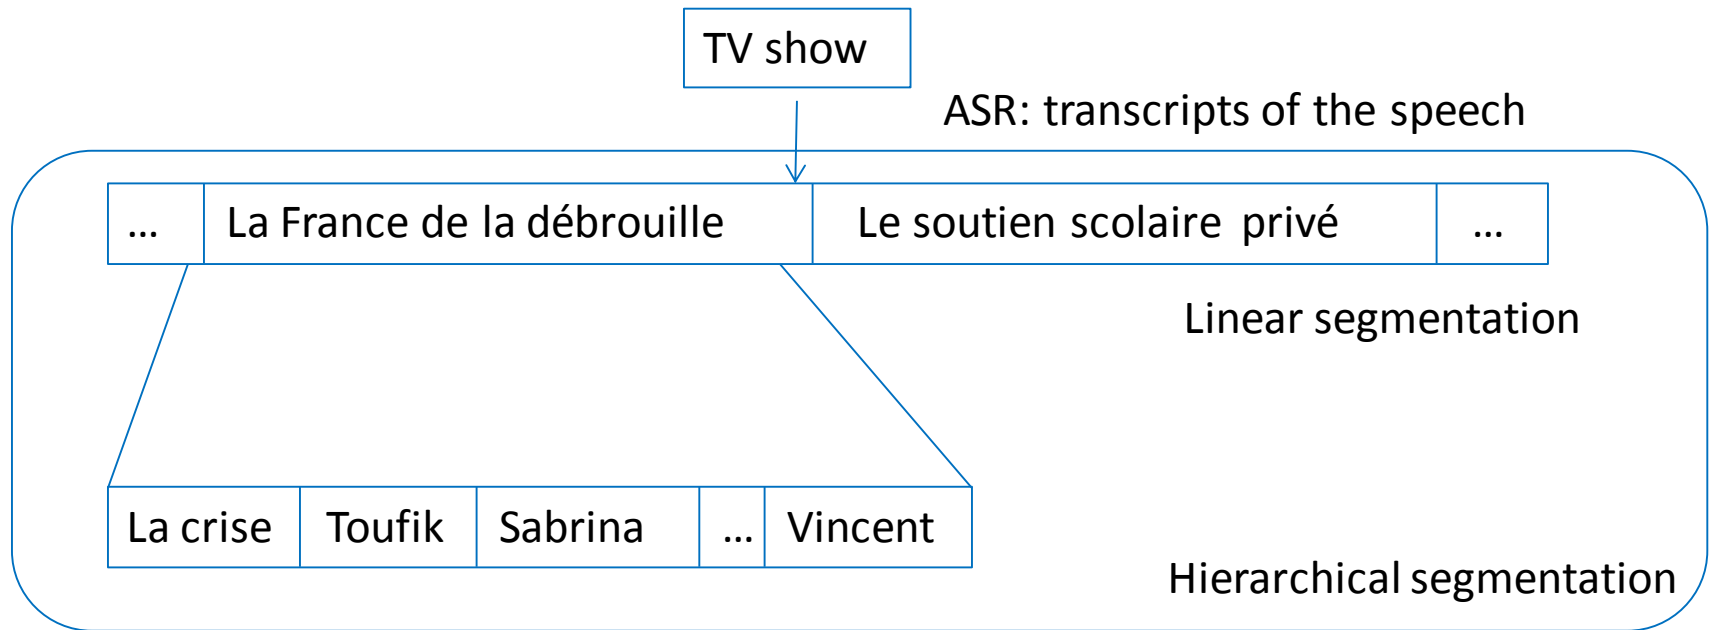 TV show
ASR: transcripts of the speech
... La France de la débrouille Le soutien scolaire privé ...
Linear segmentation
La crise Toufik Sabrina ... Vincent
Hierarchical segmentation